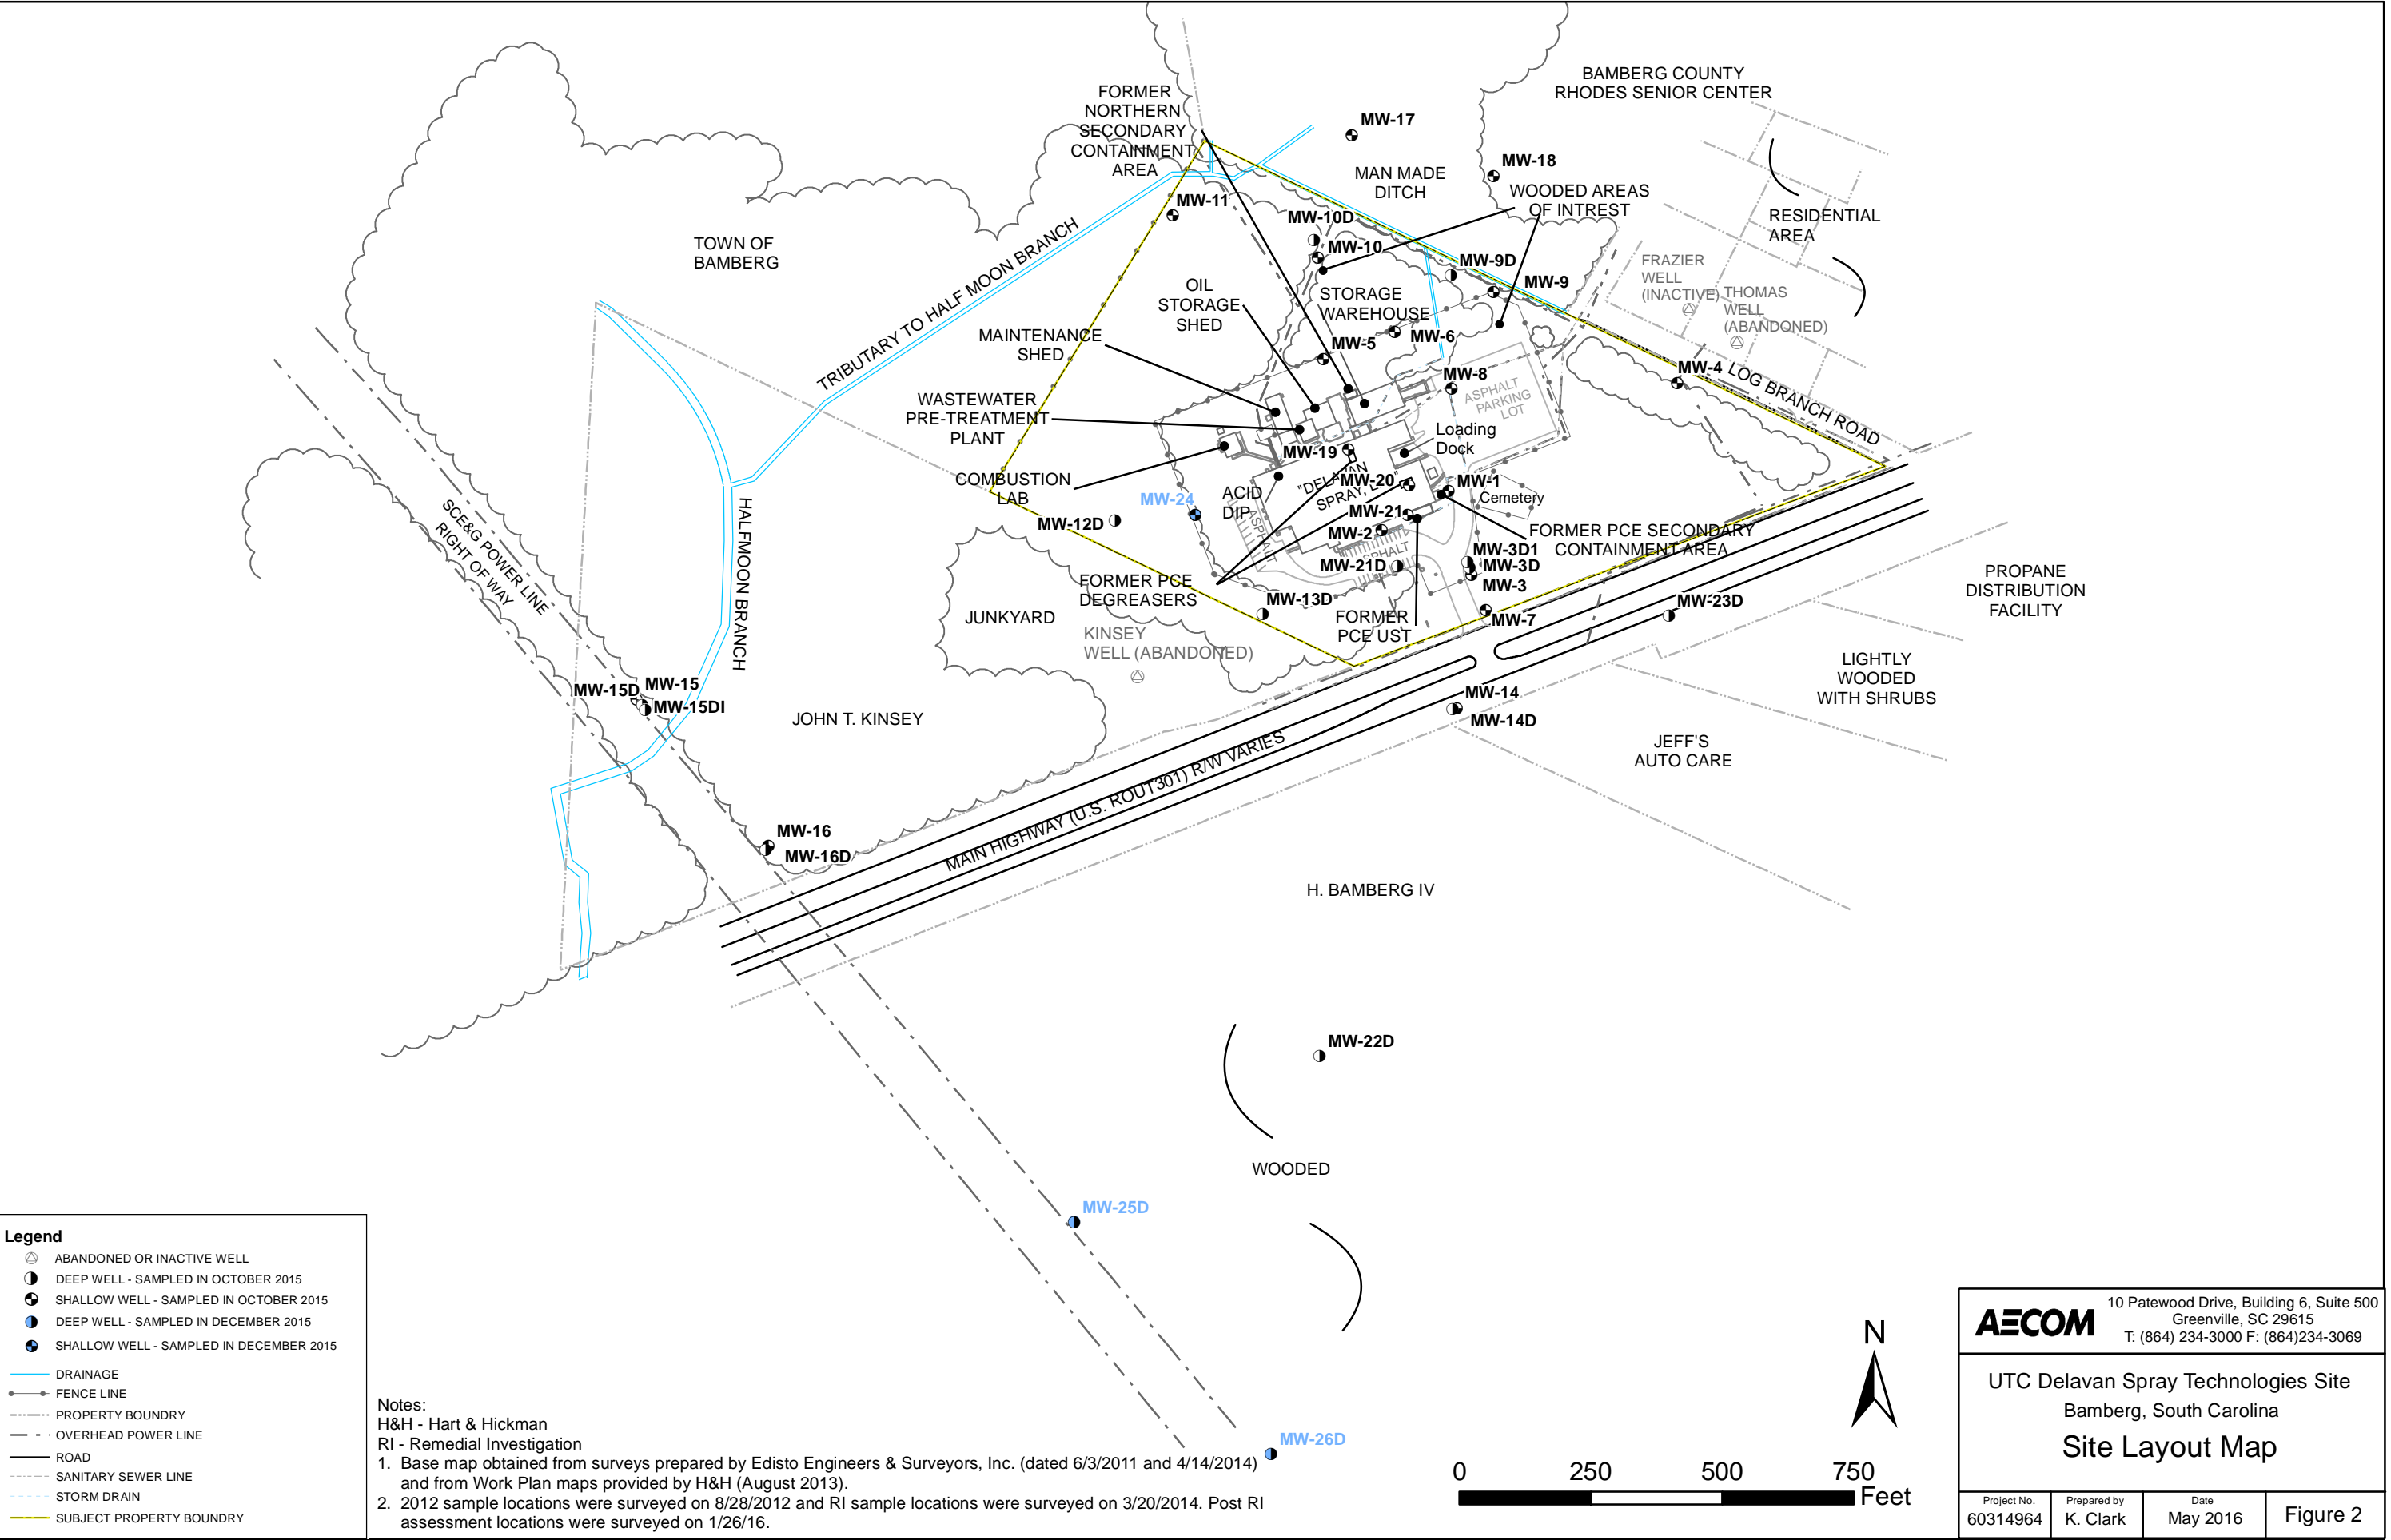 BAMBERG COUNTY
RHODES SENIOR CENTER
FORMER
NORTHERN
SECONDARY
CONTAINMENT
AREA
MW-17
MAN MADE
DITCH
MW-18
WOODED AREAS
OF INTREST
MW-11
MW-10D
MW-10
RESIDENTIAL
AREA
TOWN OF
BAMBERG
TRIBUTARY TO HALF MOON BRANCH
MW-9D
MW-9
FRAZIER
WELL
(INACTIVE)
THOMAS
WELL
(ABANDONED)
OIL
STORAGE
SHED
STORAGE
WAREHOUSE
MAINTENANCE
SHED
MW-5
MW-6
MW-8
MW-4
LOG BRANCH ROAD
ASPHALT
PARKING
LOT
WASTEWATER
PRE-TREATMENT
PLANT
Loading
Dock
MW-19
COMBUSTION
LAB
ACID
DIP
"DELAVAN
SPRAY, L
MW-20
MW-1
Cemetery
MW-24
MW-12D
ASPHALT
MW-21
MW-2
ASPHALT
FORMER PCE SECONDARY
CONTAINMENT AREA
SCE&G POWER LINE
RIGHT OF WAY
HALFMOON BRANCH
MW-3D1
MW-3D
MW-3
MW-21D
FORMER PCE
DEGREASERS
MW-13D
JUNKYARD
FORMER
PCE UST
MW-7
MW-23D
PROPANE
DISTRIBUTION
FACILITY
KINSEY
WELL (ABANDONED)
LIGHTLY
WOODED
WITH SHRUBS
MW-15D
MW-15
MW-15DI
JOHN T. KINSEY
MW-14
MW-14D
JEFF'S
AUTO CARE
MAIN HIGHWAY (U.S. ROUT301) R/W VARIES
MW-16
MW-16D
H. BAMBERG IV
MW-22D
WOODED
MW-25D
MW-26D
Legend
ABANDONED OR INACTIVE WELL
DEEP WELL - SAMPLED IN OCTOBER 2015
SHALLOW WELL - SAMPLED IN OCTOBER 2015
DEEP WELL - SAMPLED IN DECEMBER 2015
SHALLOW WELL - SAMPLED IN DECEMBER 2015
DRAINAGE
FENCE LINE
PROPERTY BOUNDRY
OVERHEAD POWER LINE
ROAD
SANITARY SEWER LINE
STORM DRAIN
SUBJECT PROPERTY BOUNDRY
Notes:
H&H - Hart & Hickman
RI - Remedial Investigation
1. Base map obtained from surveys prepared by Edisto Engineers & Surveyors, Inc. (dated 6/3/2011 and 4/14/2014)
and from Work Plan maps provided by H&H (August 2013).
2. 2012 sample locations were surveyed on 8/28/2012 and RI sample locations were surveyed on 3/20/2014. Post RI
assessment locations were surveyed on 1/26/16.
0 250 500 750
Feet
N
AECOM
10 Patewood Drive, Building 6, Suite 500
Greenville, SC 29615
T: (864) 234-3000 F: (864)234-3069
UTC Delavan Spray Technologies Site
Bamberg, South Carolina
Site Layout Map
Project No.
60314964
Prepared by
K. Clark
Date
May 2016
Figure 2